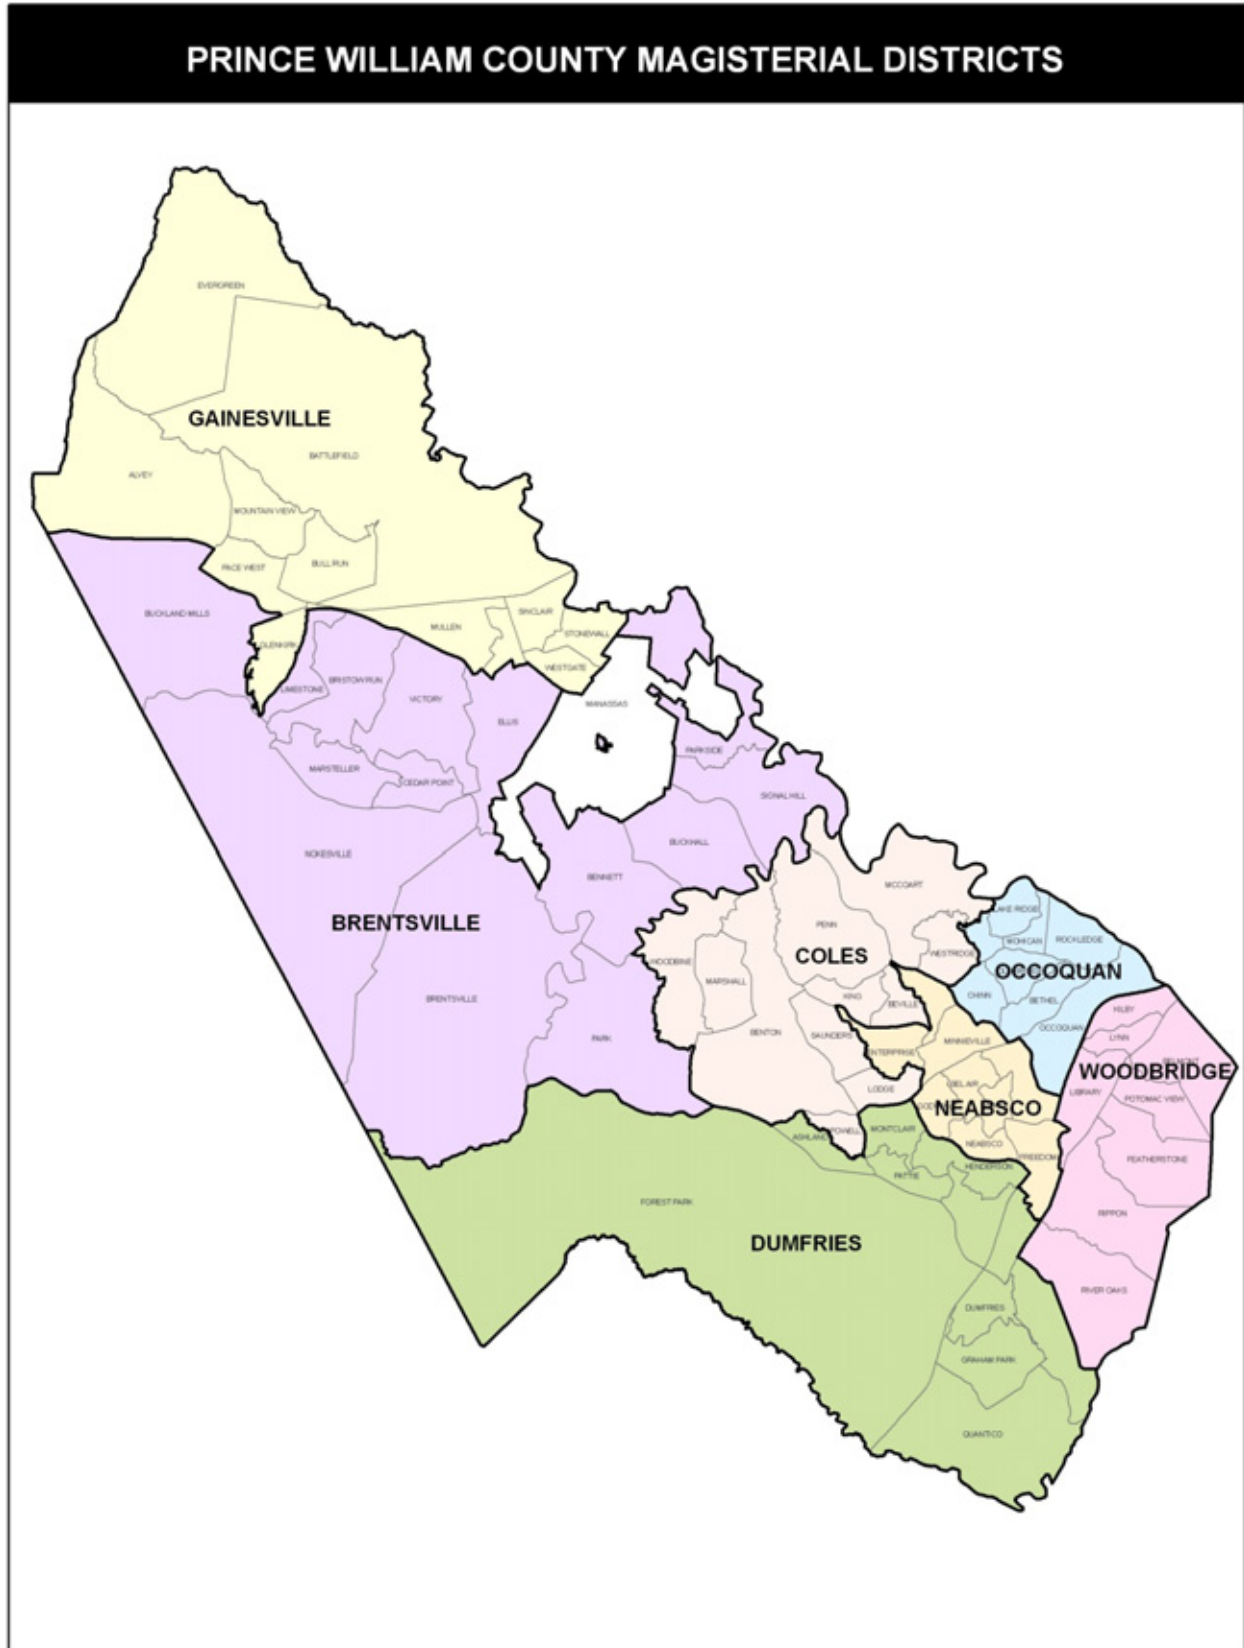 PRINCE WILLIAM COUNTY MAGISTERIAL DISTRICTS
EVERGREEN
GAINESVILLE
BATTLEFIELD
ALVEY
MOUNTAIN VIEW
PACE WEST
BULL RUN
BUCKLAND MILLS
SINCLAIR
MULLEN
STONEWALL
GLENKIRK
WESTGATE
BRISTOW RUN
LIMESTONE
VICTORY
MANASSAS
ELLIS
PARKSIDE
MARSTELLER
CEDAR POINT
SIGNAL HILL
BUCKHALL
NOKESVILLE
BENNETT
MCCOART
LAKE RIDGE
BRENTSVILLE
PENN
MOHICAN
ROCKLEDGE
COLES
WESTRIDGE
WOODBINE
OCCOQUAN
MARSHALL
BRENTSVILLE
KING
BEVILLE
CHINN
BETHEL
KILBY
OCCOQUAN
BENTON
SAUNDERS
PARK
MINNIEVILLE
LYNN
ENTERPRISE
BELMONT
WOODBRIDGE
LODGE
BEL AIR
LIBRARY
POTOMAC VIEW
NEABSCO
ASHLAND
POWELL
MONTCLAIR
NEABSCO
FREEDOM
FEATHERSTONE
HENDERSON
PATTIE
FOREST PARK
RIPPON
DUMFRIES
RIVER OAKS
DUMFRIES
GRAHAM PARK
QUANTICO